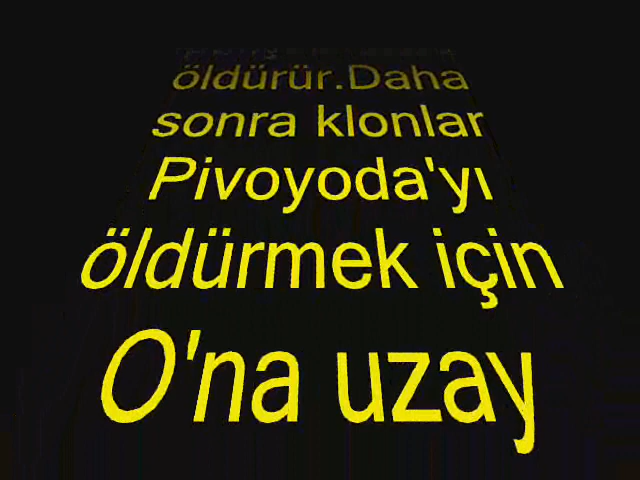 öldürür.Daha
sonra klonlar
Pivoyoda'yı
öldürmek için
O'na uzay